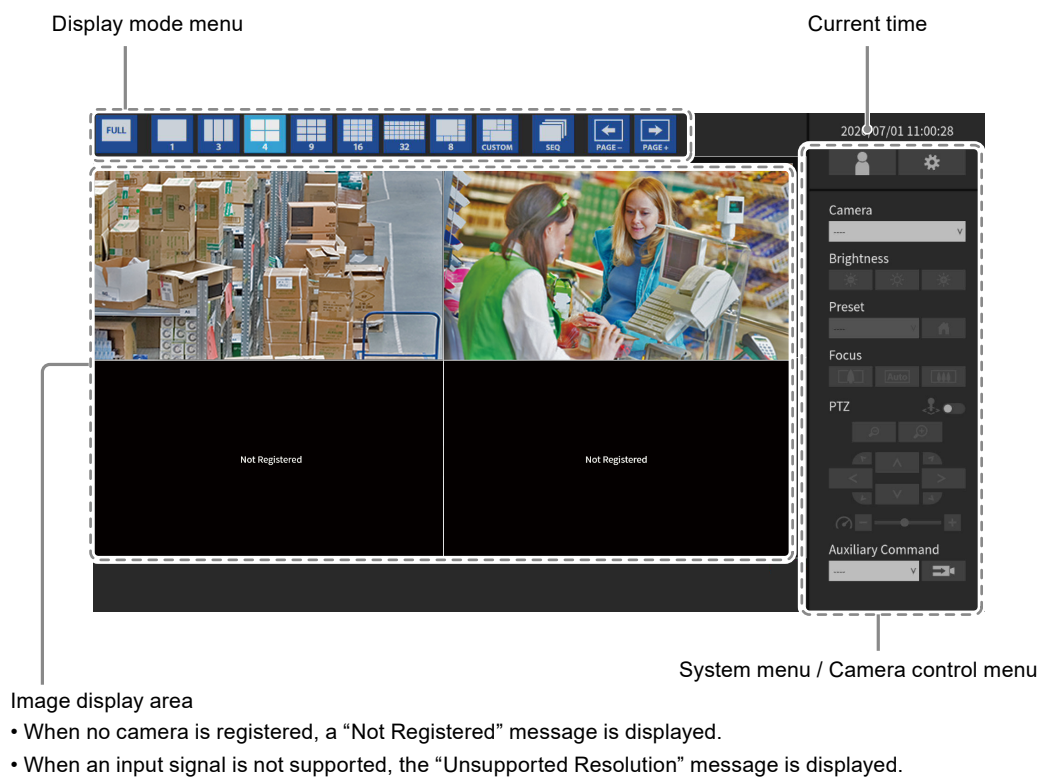 Display mode menu
Current time
FULL
1
3
4
9
16
32
8
CUSTOM
SEQ
PAGE–
PAGE+
11:00:28
Camera
----
v
Brightness
Preset
----
v
Focus
Auto
PTZ
Not Registered
Not Registered
Auxiliary Command
----
v
System menu / Camera control menu
Image display area
• When no camera is registered, a “Not Registered” message is displayed.
• When an input signal is not supported, the “Unsupported Resolution” message is displayed.